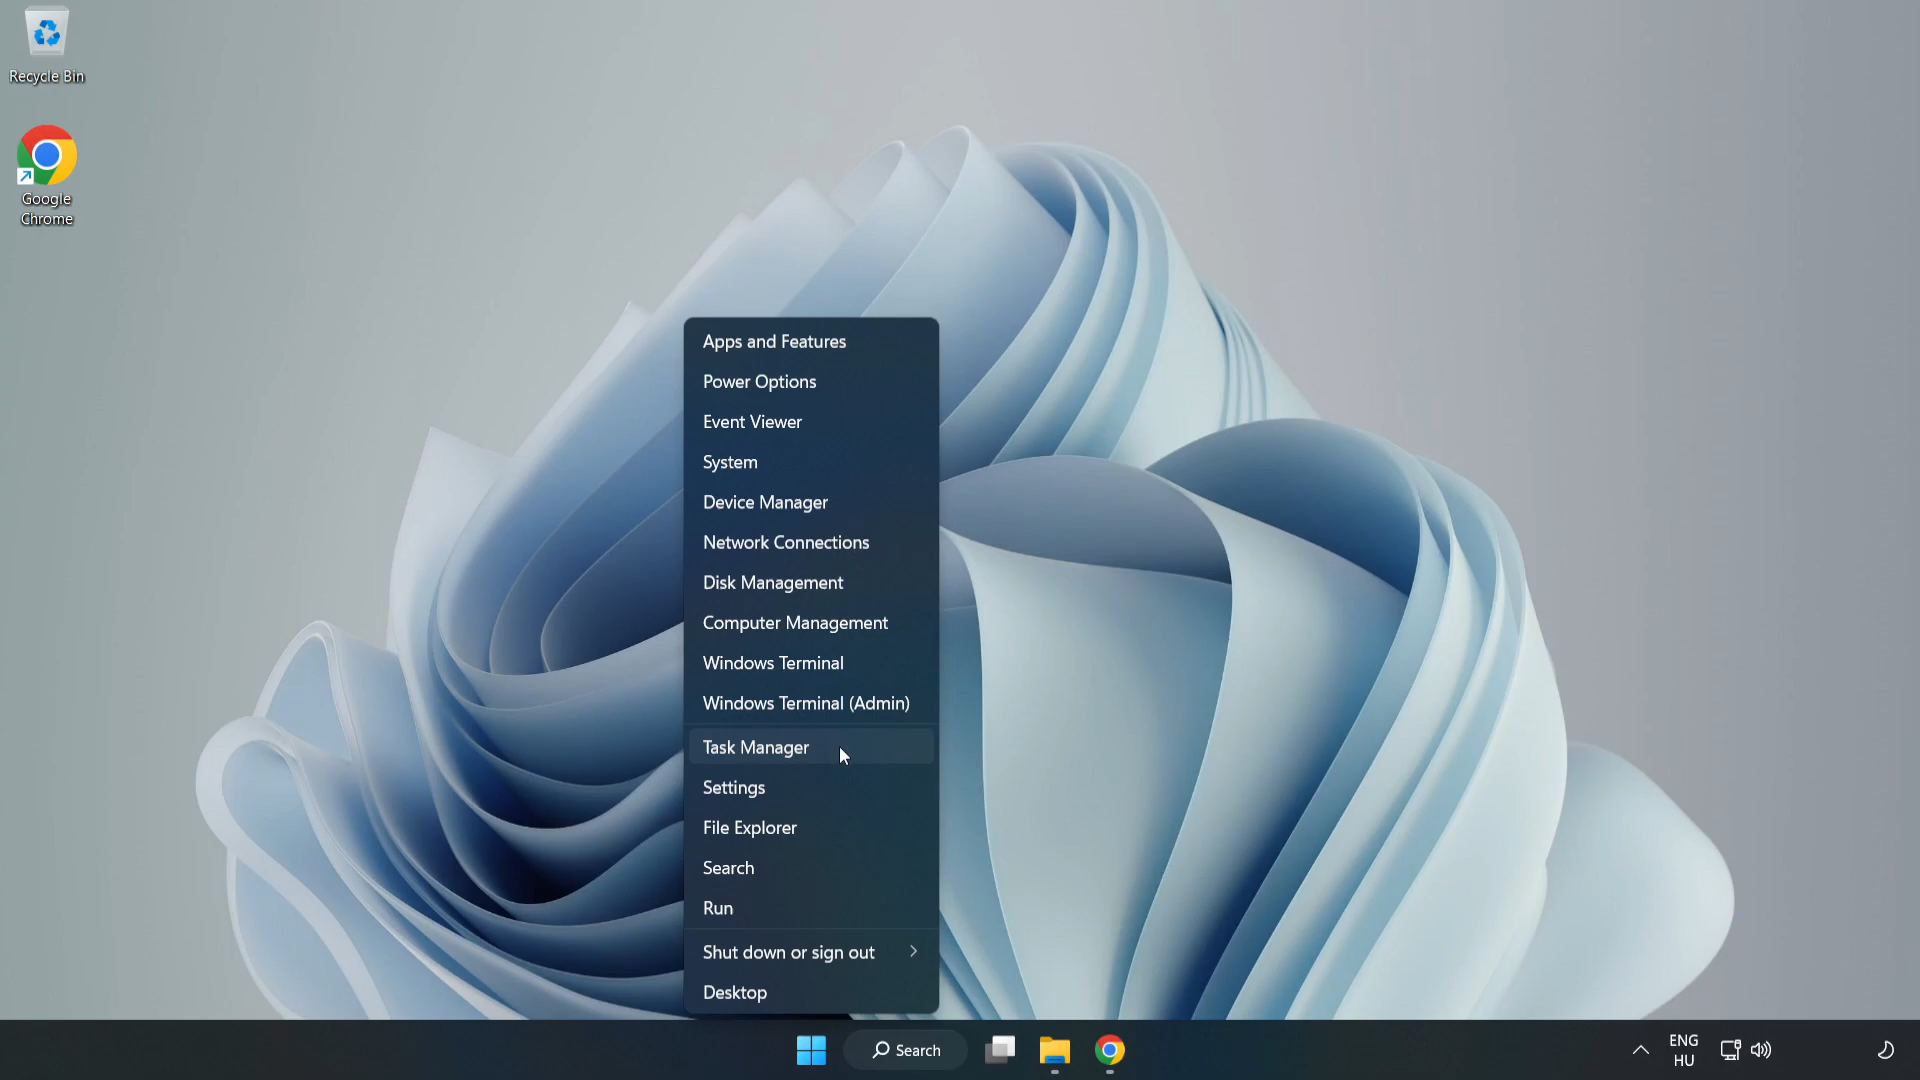 Recycle Bin
Google
Chrome
Apps and Features
Power Options
Event Viewer
System
Device Manager
Network Connections
Disk Management
Computer Management
Windows Terminal
Windows Terminal (Admin)
Task Manager
Settings
File Explorer
Search
Run
Shut down or sign out
Desktop
Search
ENG
HU